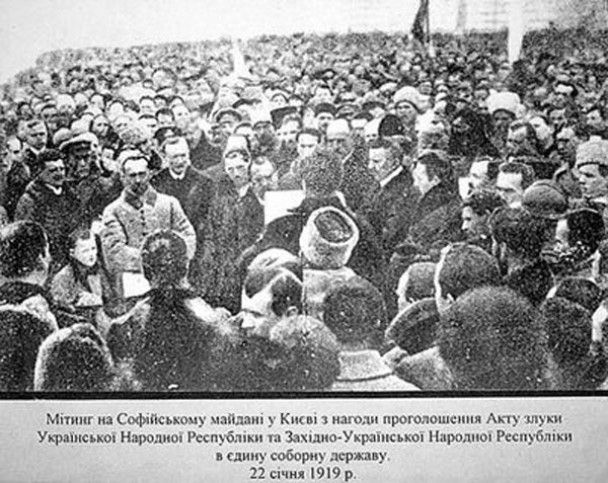 Мітинг на Софійському майдані у Києві з нагоди проголошення Акту злуки
Української Народної Республіки та Західно-Української Народної Республіки
в єдину соборну державу.
22 січня 1919 р.